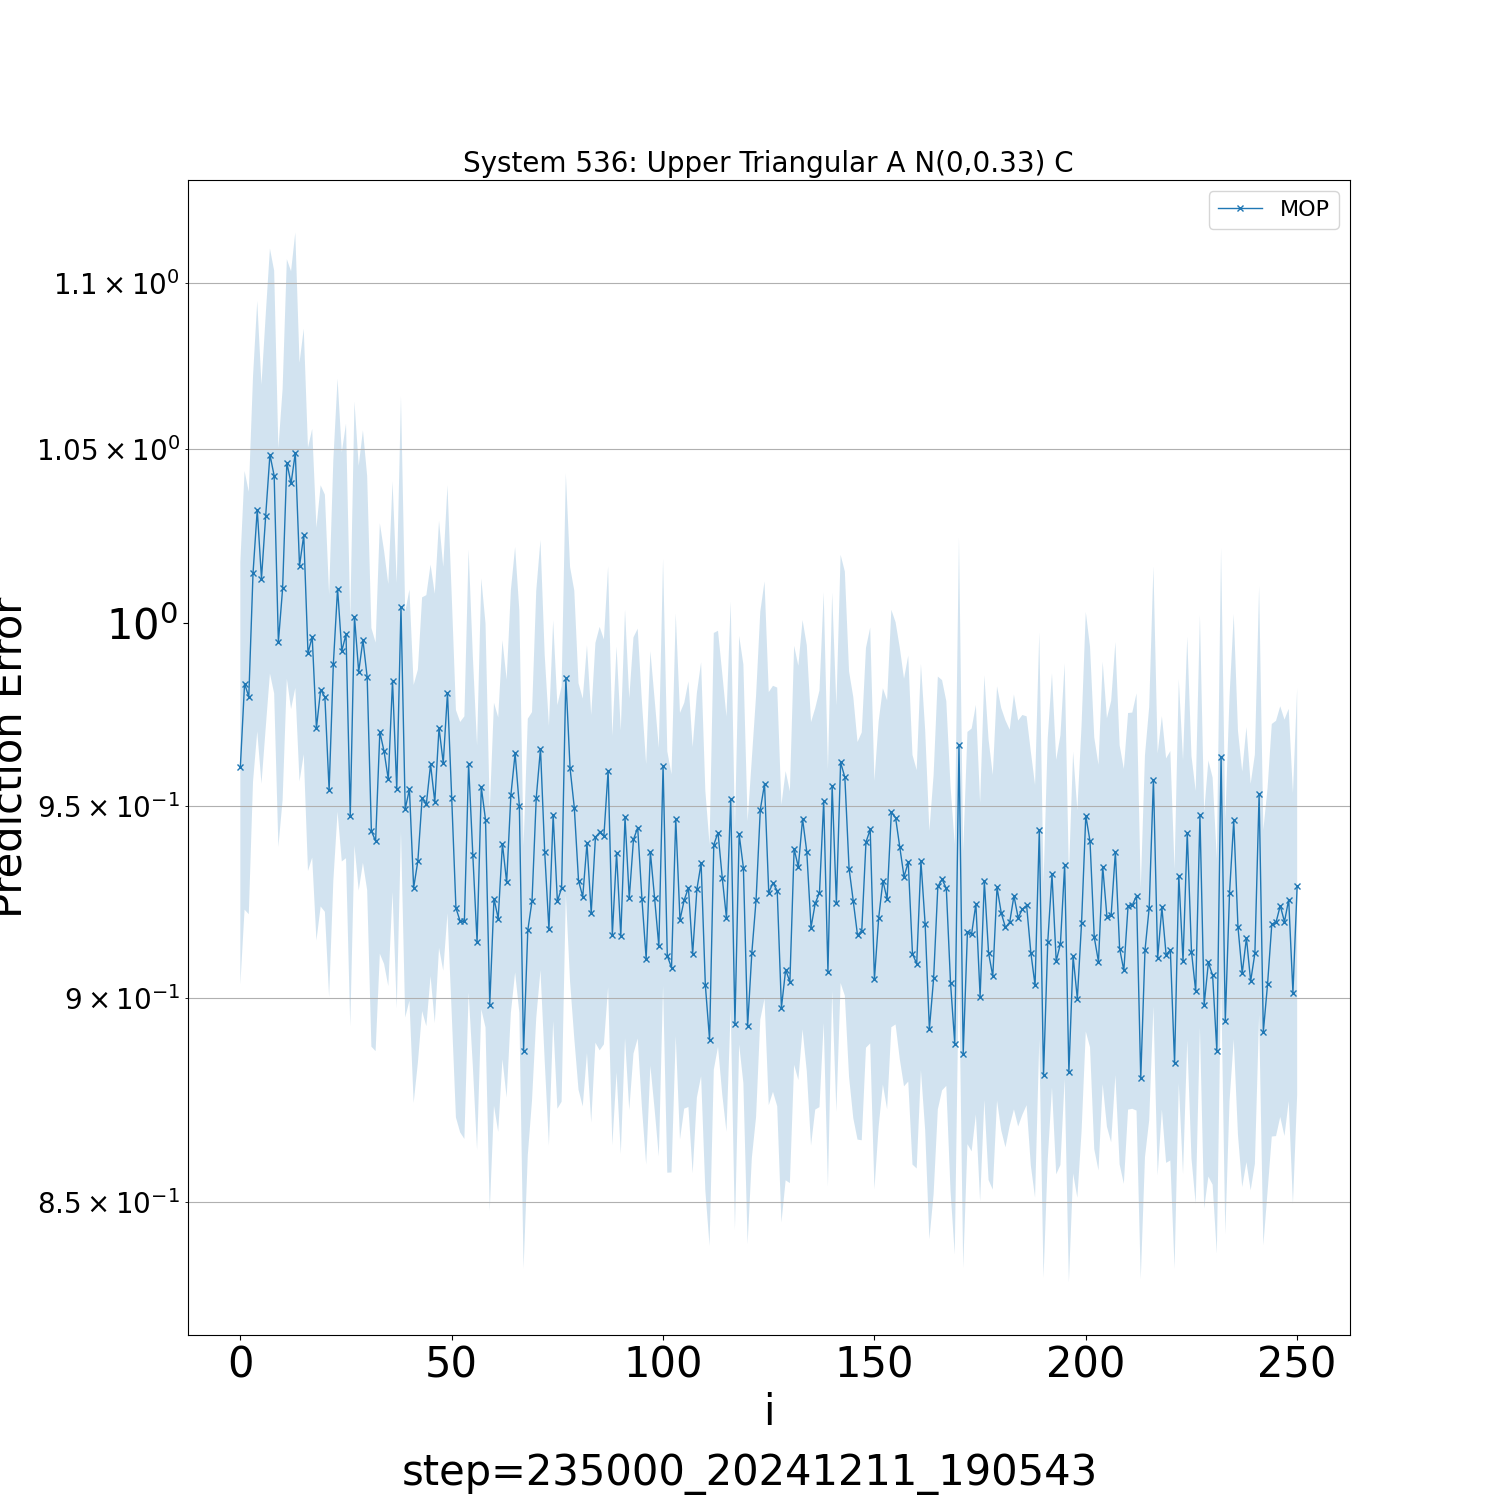 System 536: Upper Triangular A N(0,0.33) C
MOP
1.1 × 10⁰
1.05 × 10⁰
10⁰
9.5 × 10⁻¹
9 × 10⁻¹
8.5 × 10⁻¹
Prediction Error
0 50 100 150 200 250
i
step=235000_20241211_190543